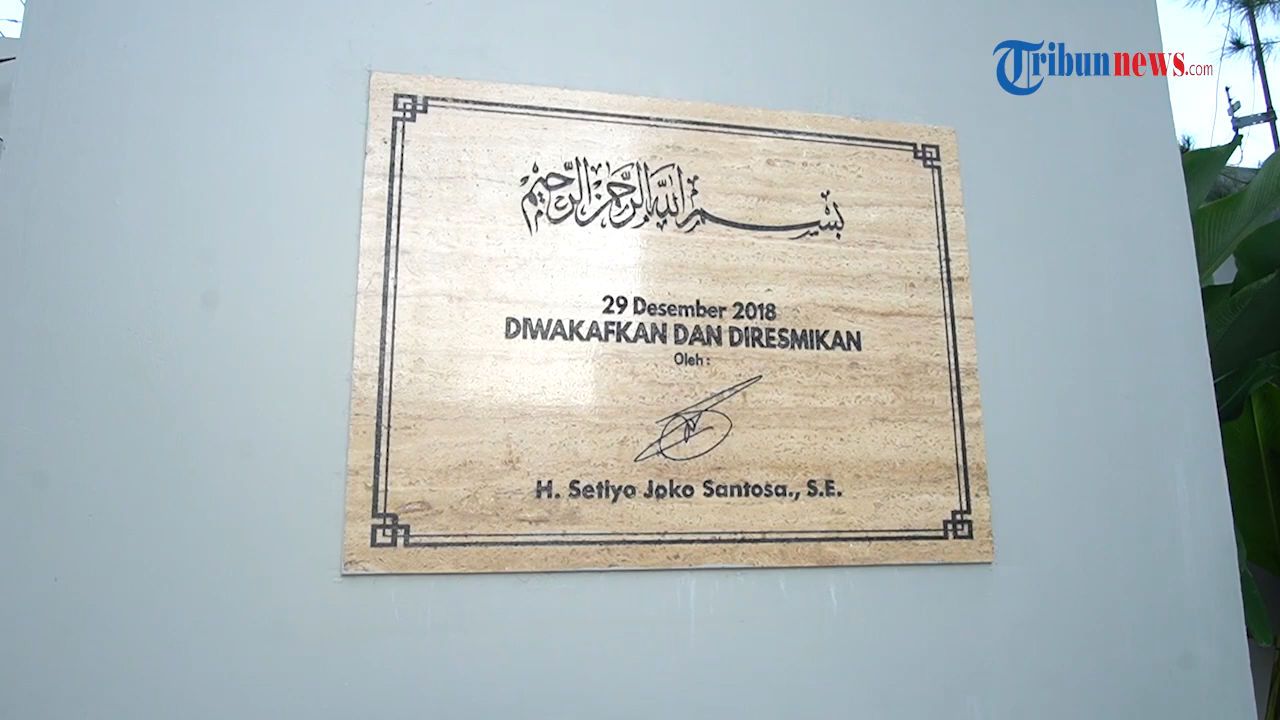 Tribunnews.com
بسم الله الرحمن الرحيم
29 Desember 2018
DIWAKAFKAN DAN DIRESMIKAN
Oleh :
H. Setiyo Joko Santosa., S.E.